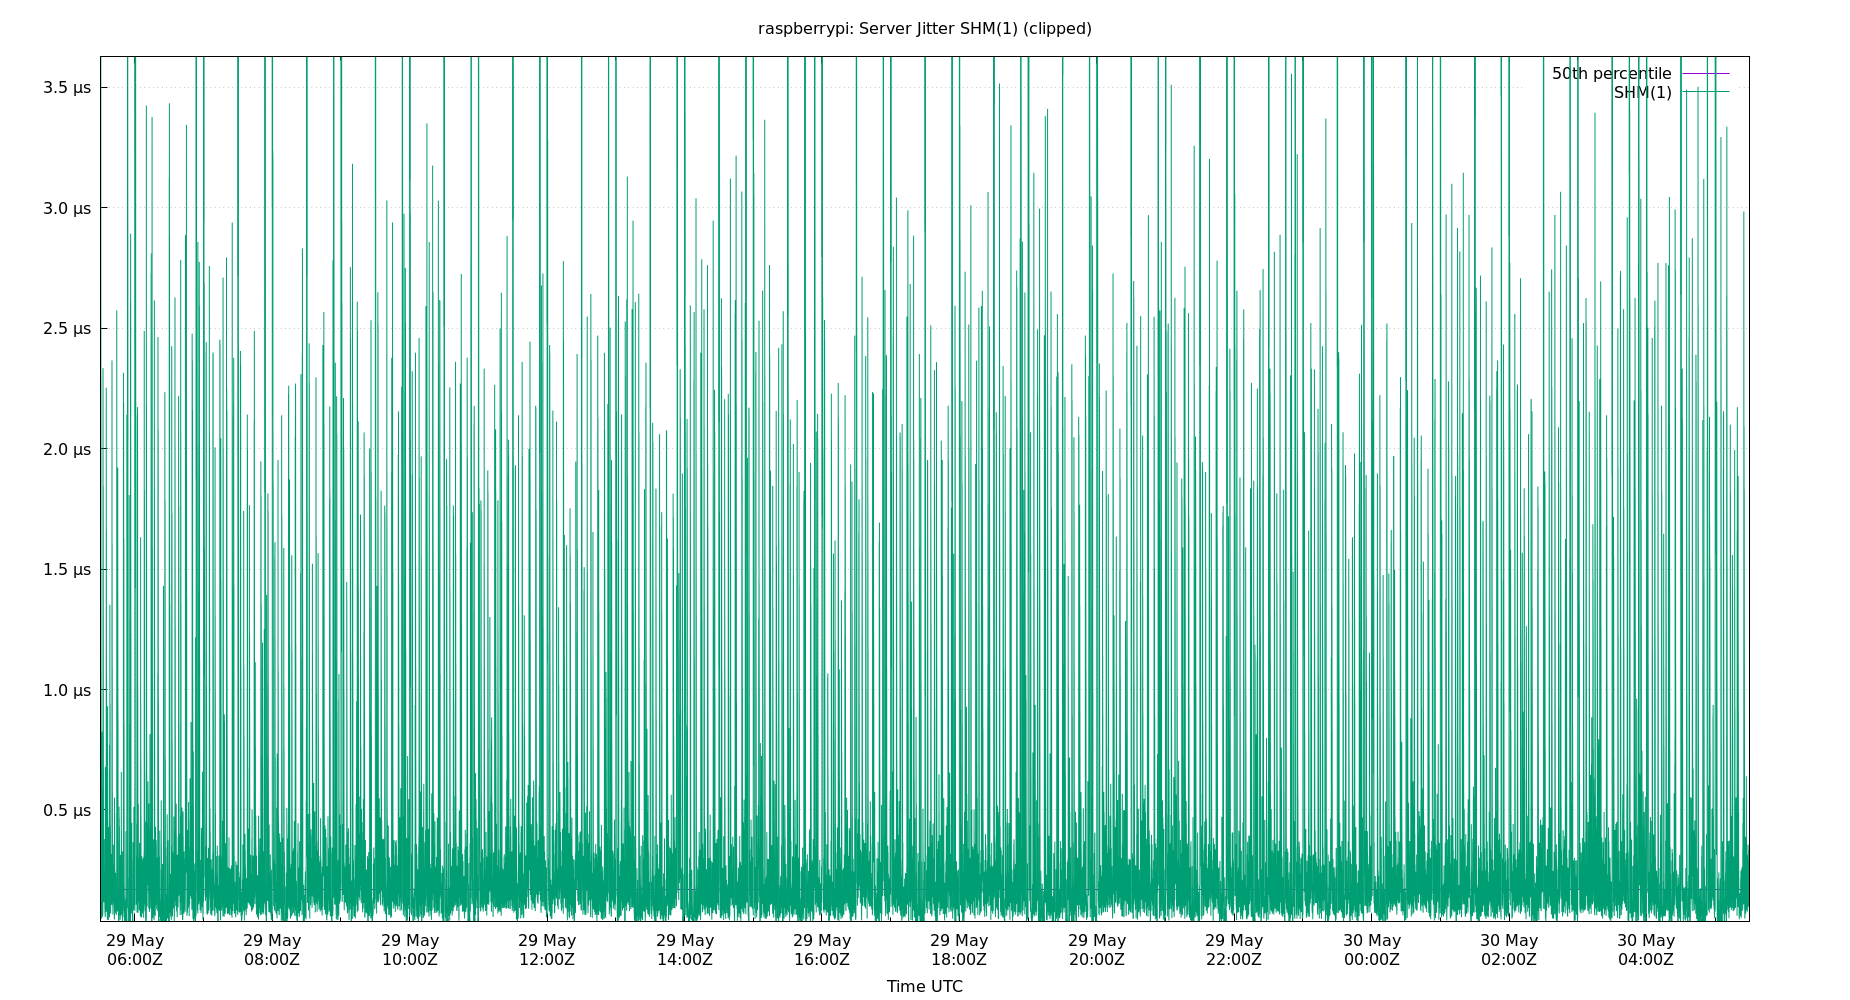 raspberrypi: Server Jitter SHM(1) (clipped)
50th percentile
SHM(1)
3.5 µs
3.0 µs
2.5 µs
2.0 µs
1.5 µs
1.0 µs
0.5 µs
29 May 29 May 29 May 29 May 29 May 29 May 29 May 29 May 29 May 30 May 30 May 30 May
06:00Z 08:00Z 10:00Z 12:00Z 14:00Z 16:00Z 18:00Z 20:00Z 22:00Z 00:00Z 02:00Z 04:00Z
Time UTC